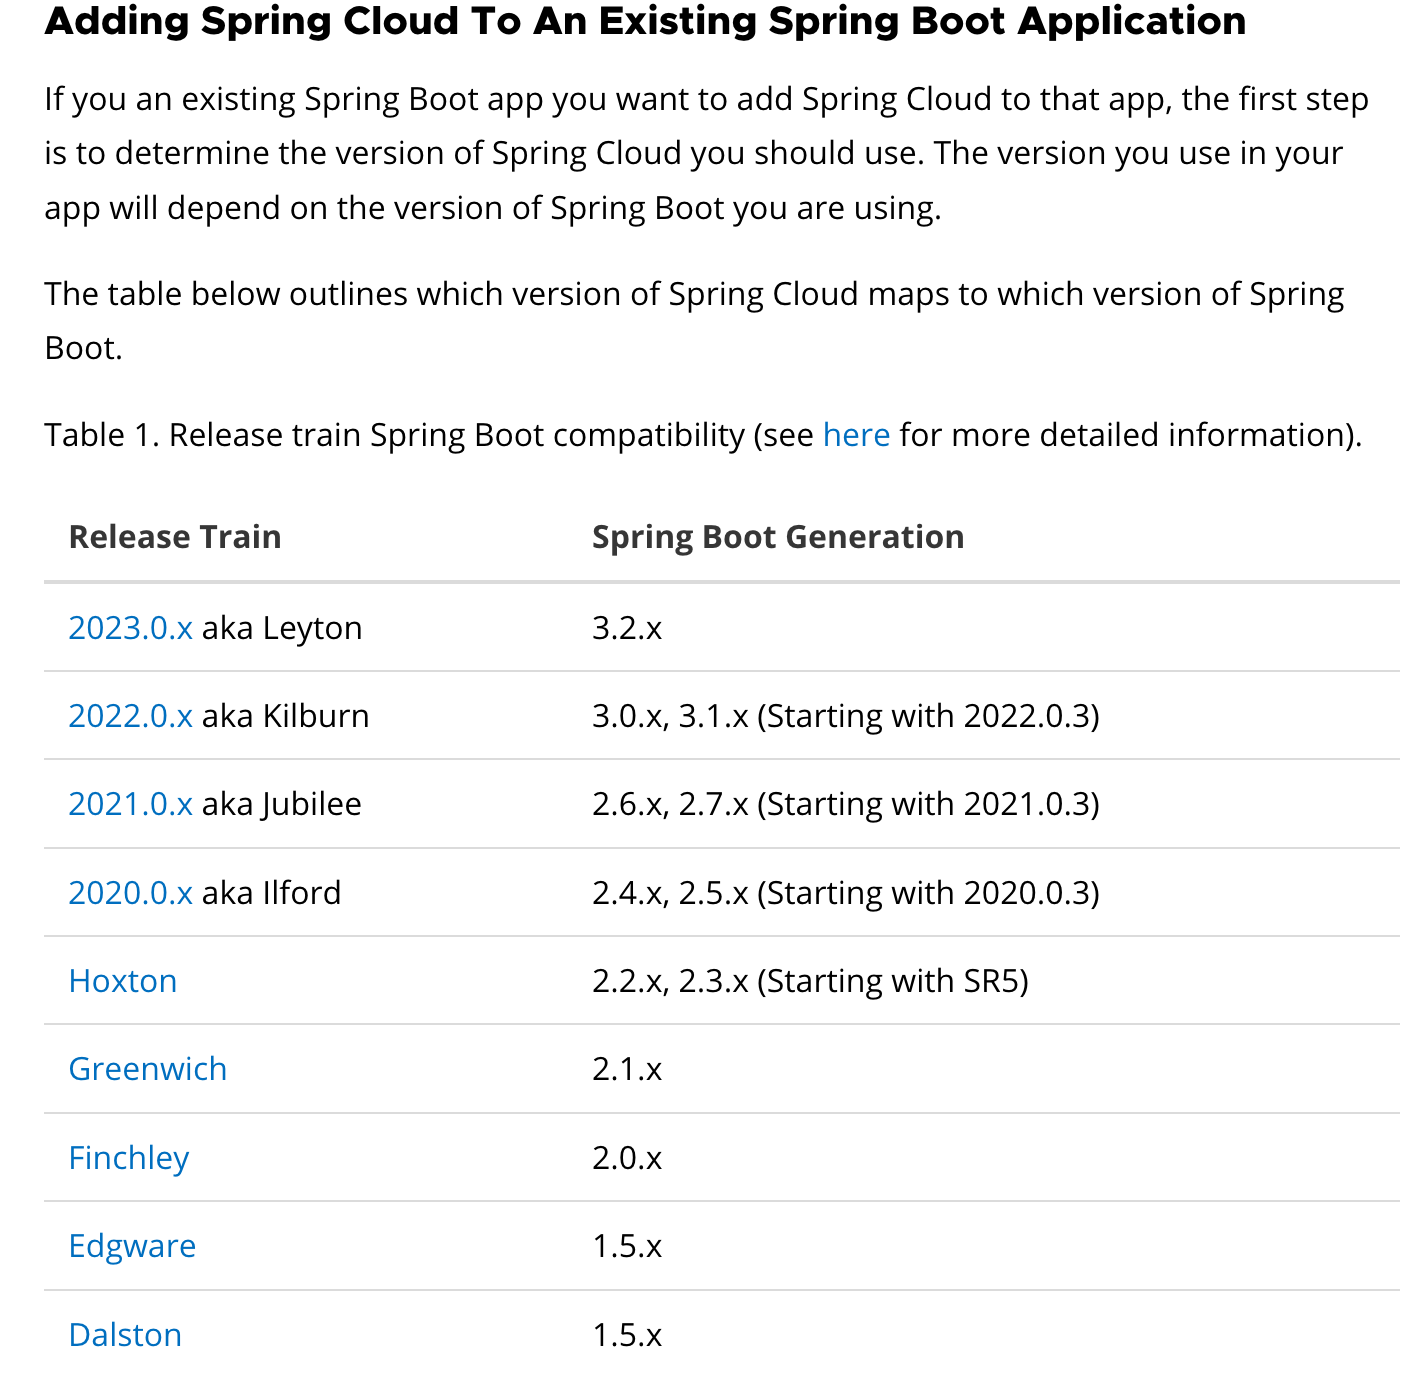 Adding Spring Cloud To An Existing Spring Boot Application
If you an existing Spring Boot app you want to add Spring Cloud to that app, the first step
is to determine the version of Spring Cloud you should use. The version you use in your
app will depend on the version of Spring Boot you are using.
The table below outlines which version of Spring Cloud maps to which version of Spring
Boot.
Table 1. Release train Spring Boot compatibility (see here for more detailed information).
Release Train Spring Boot Generation
2023.0.x aka Leyton 3.2.x
2022.0.x aka Kilburn 3.0.x, 3.1.x (Starting with 2022.0.3)
2021.0.x aka Jubilee 2.6.x, 2.7.x (Starting with 2021.0.3)
2020.0.x aka Ilford 2.4.x, 2.5.x (Starting with 2020.0.3)
Hoxton 2.2.x, 2.3.x (Starting with SR5)
Greenwich 2.1.x
Finchley 2.0.x
Edgware 1.5.x
Dalston 1.5.x